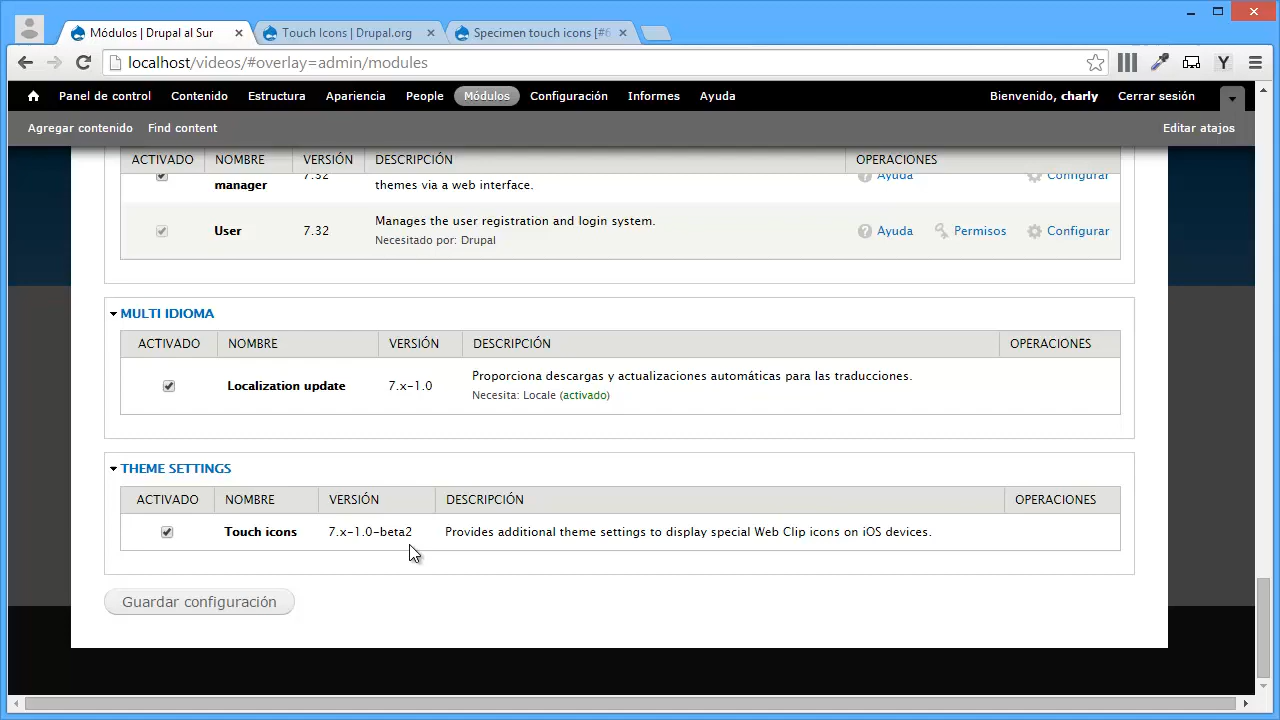 Módulos | Drupal al Sur
Touch Icons | Drupal.org
Specimen touch icons [#6
localhost/videos/#overlay=admin/modules
Panel de control Contenido Estructura Apariencia People Módulos Configuración Informes Ayuda Bienvenido, charly Cerrar sesión
Agregar contenido Find content Editar atajos
ACTIVADO NOMBRE VERSIÓN DESCRIPCIÓN OPERACIONES
7.32 Ayuda Configurar
manager themes via a web interface.
User 7.32 Manages the user registration and login system. Ayuda Permisos Configurar
Necesitado por: Drupal
MULTI IDIOMA
ACTIVADO NOMBRE VERSIÓN DESCRIPCIÓN OPERACIONES
Localization update 7.x-1.0 Proporciona descargas y actualizaciones automáticas para las traducciones.
Necesita: Locale (activado)
THEME SETTINGS
ACTIVADO NOMBRE VERSIÓN DESCRIPCIÓN OPERACIONES
Touch icons 7.x-1.0-beta2 Provides additional theme settings to display special Web Clip icons on iOS devices.
Guardar configuración